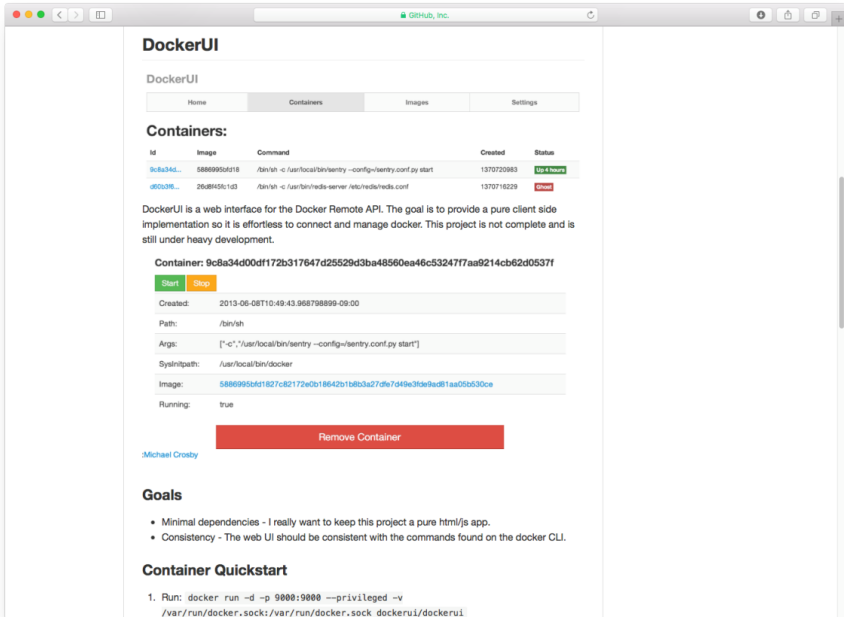 GitHub, Inc.
DockerUI
DockerUI
Home Containers Images Settings
Containers:
Id Image Command Created Status
9c8a34d... 5886995bfd18 /bin/sh -c /usr/local/bin/sentry --config=/sentry.conf.py start 1370720983 Up 4 hours
d60b3f6... 26d8f45fc1d3 /bin/sh -c /usr/bin/redis-server /etc/redis/redis.conf 1370716229 Ghost
DockerUI is a web interface for the Docker Remote API. The goal is to provide a pure client side
implementation so it is effortless to connect and manage docker. This project is not complete and is
still under heavy development.
Container: 9c8a34d00df172b317647d25529d3ba48560ea46c53247f7aa9214cb62d0537f
Start Stop
Created: 2013-06-08T10:49:43.968798899-09:00
Path: /bin/sh
Args: ["-c","/usr/local/bin/sentry --config=/sentry.conf.py start"]
SysInitpath: /usr/local/bin/docker
Image: 5886995bfd1827c82172e0b18642b1b8b3a27dfe7d49e3fde9ad81aa05b530ce
Running: true
Remove Container
:Michael Crosby
Goals
• Minimal dependencies - I really want to keep this project a pure html/js app.
• Consistency - The web UI should be consistent with the commands found on the docker CLI.
Container Quickstart
1. Run: docker run -d -p 9000:9000 --privileged -v
/var/run/docker.sock:/var/run/docker.sock dockerui/dockerui